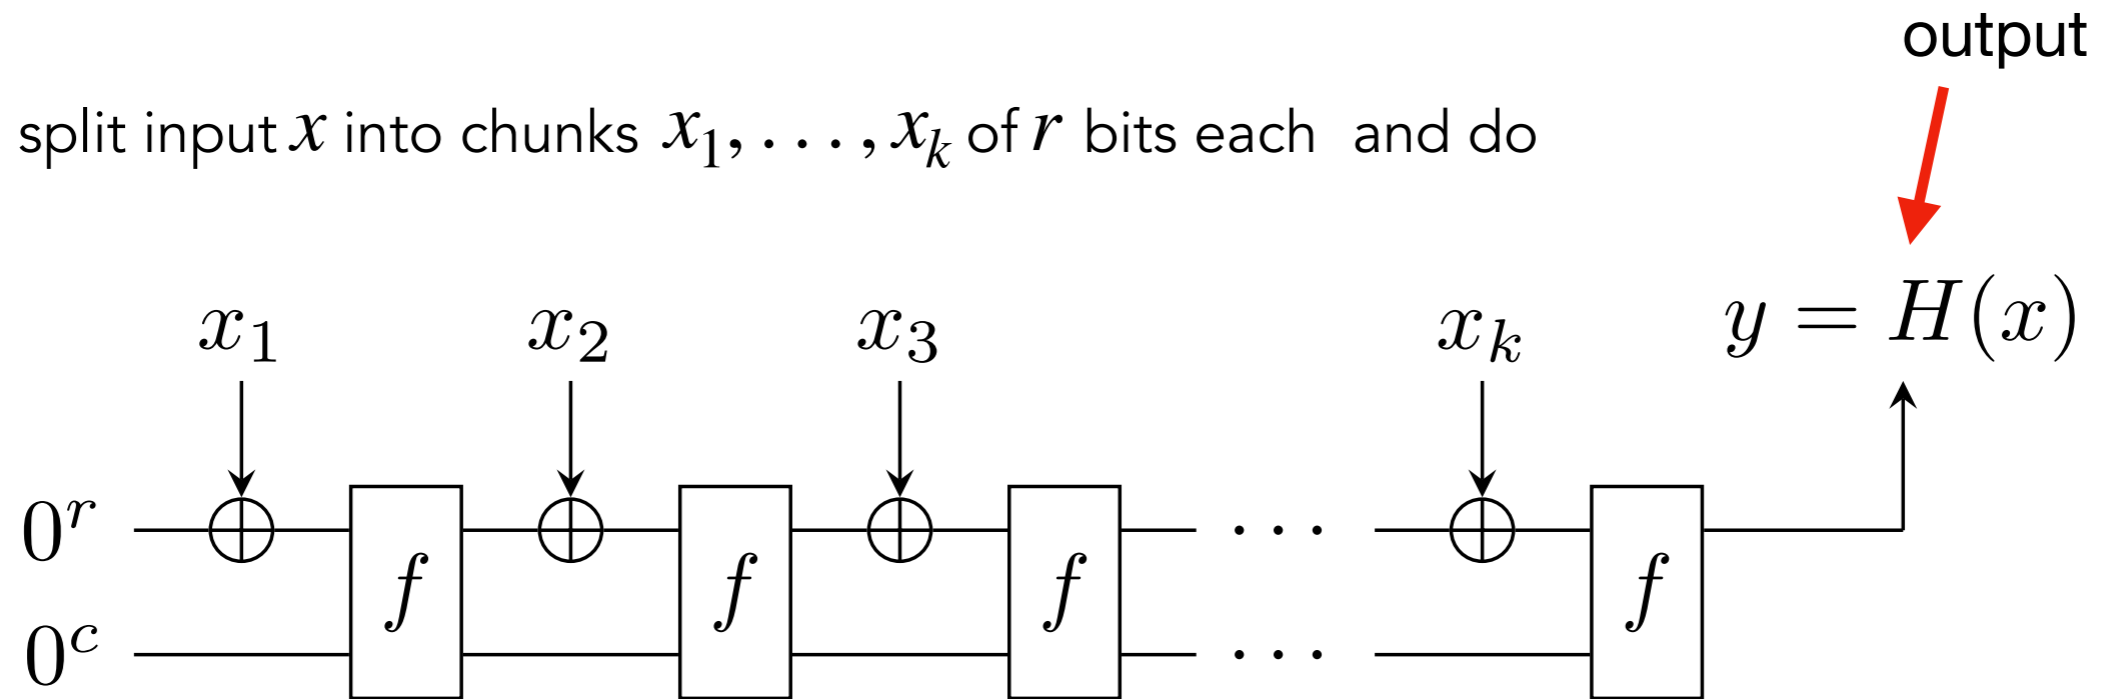 output
split input x into chunks x₁, . . . , xₖ of r bits each and do
x₁ x₂ x₃ xₖ y = H(x)
0ʳ ⊕ f ⊕ f ⊕ f · · · ⊕ f
0ᶜ · · ·